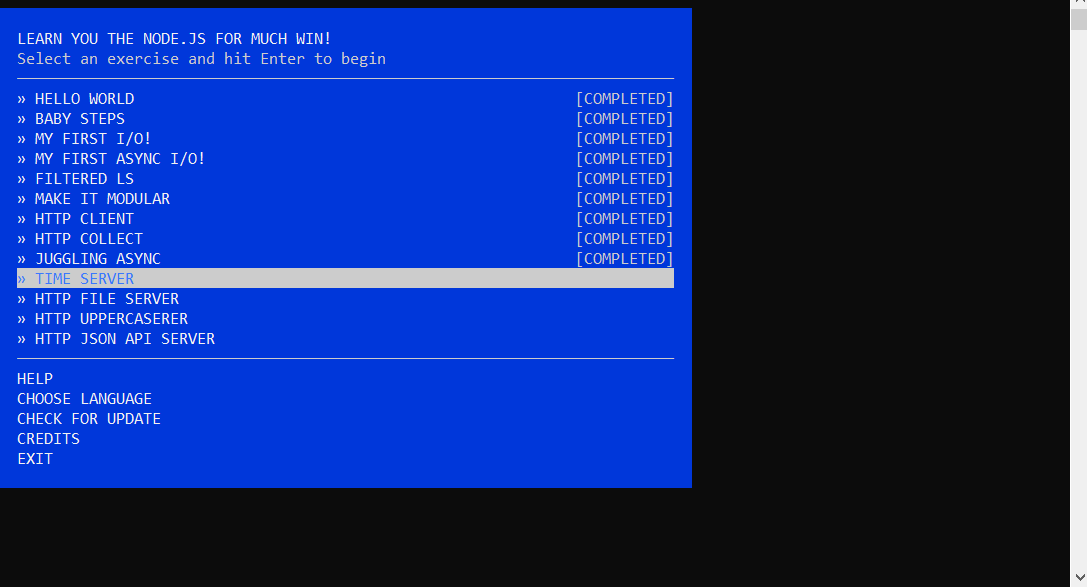 LEARN YOU THE NODE.JS FOR MUCH WIN!
Select an exercise and hit Enter to begin
» HELLO WORLD [COMPLETED]
» BABY STEPS [COMPLETED]
» MY FIRST I/O! [COMPLETED]
» MY FIRST ASYNC I/O! [COMPLETED]
» FILTERED LS [COMPLETED]
» MAKE IT MODULAR [COMPLETED]
» HTTP CLIENT [COMPLETED]
» HTTP COLLECT [COMPLETED]
» JUGGLING ASYNC [COMPLETED]
» TIME SERVER
» HTTP FILE SERVER
» HTTP UPPERCASERER
» HTTP JSON API SERVER
HELP
CHOOSE LANGUAGE
CHECK FOR UPDATE
CREDITS
EXIT